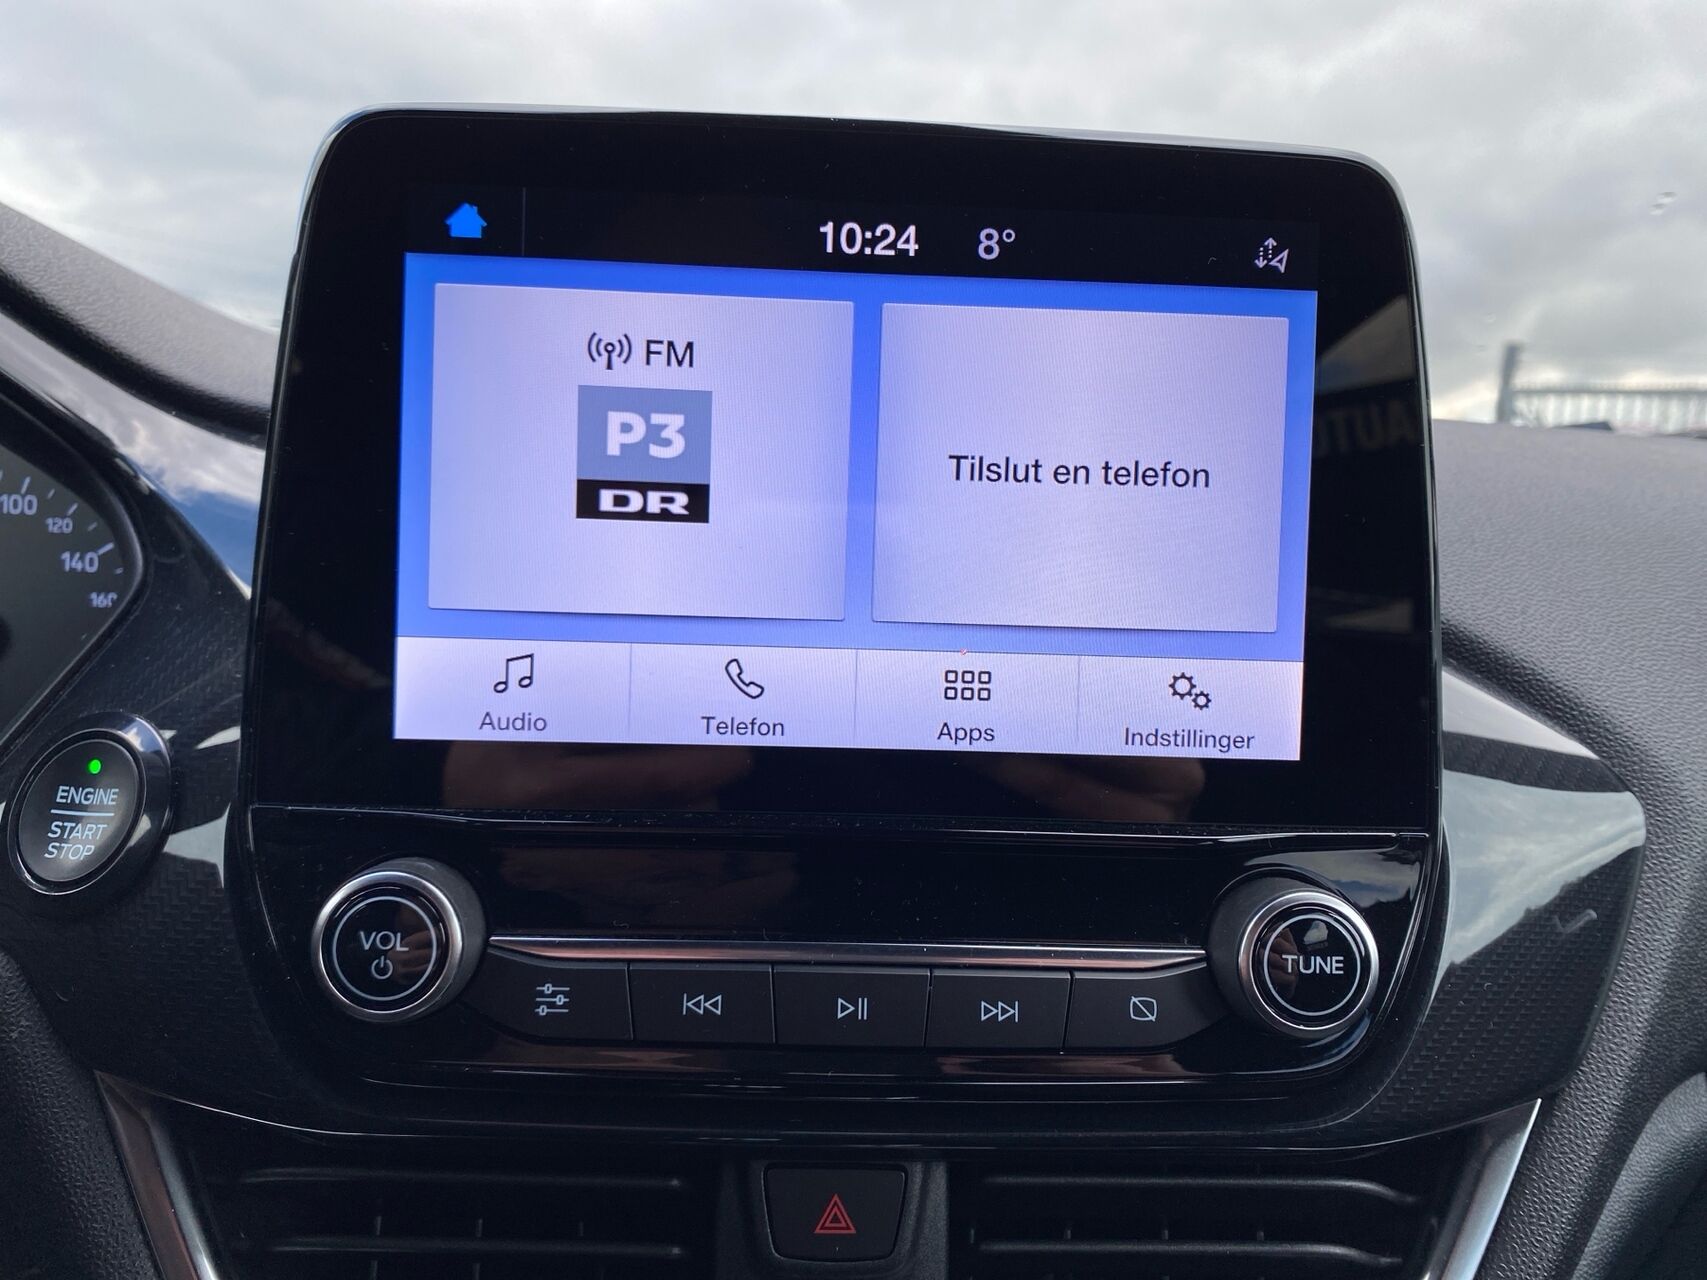 10:24 8°
FM
P3
DR
Tilslut en telefon
Audio
Telefon
Apps
Indstillinger
100
120
140
160
ENGINE
START
STOP
VOL
TUNE